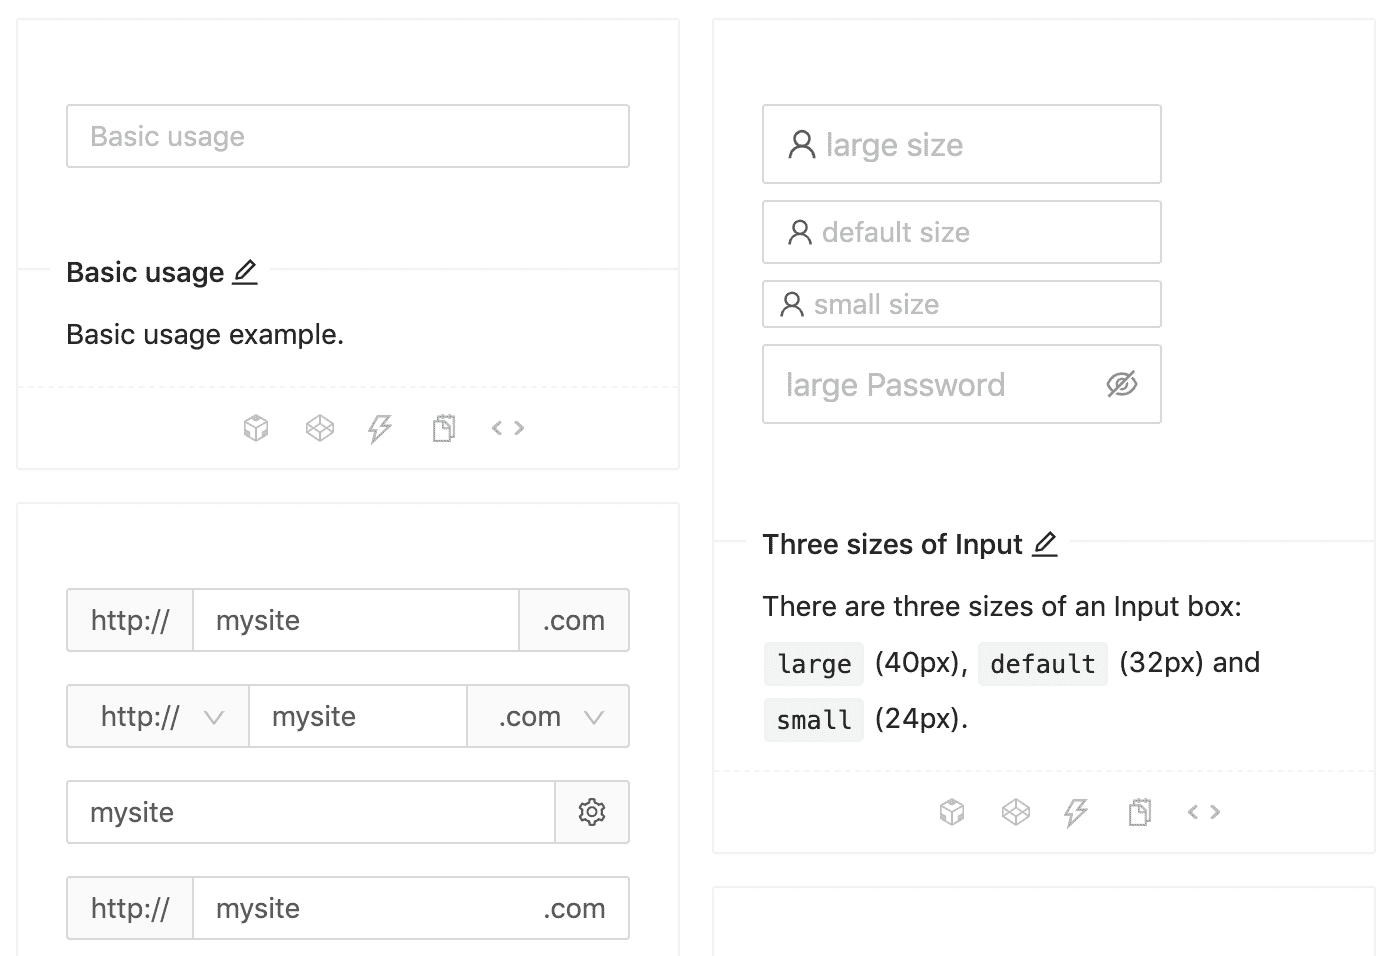 Basic usage
Basic usage
Basic usage example.
http:// mysite .com
http:// mysite .com
mysite
http:// mysite .com
large size
default size
small size
large Password
Three sizes of Input
There are three sizes of an Input box:
large (40px), default (32px) and
small (24px).